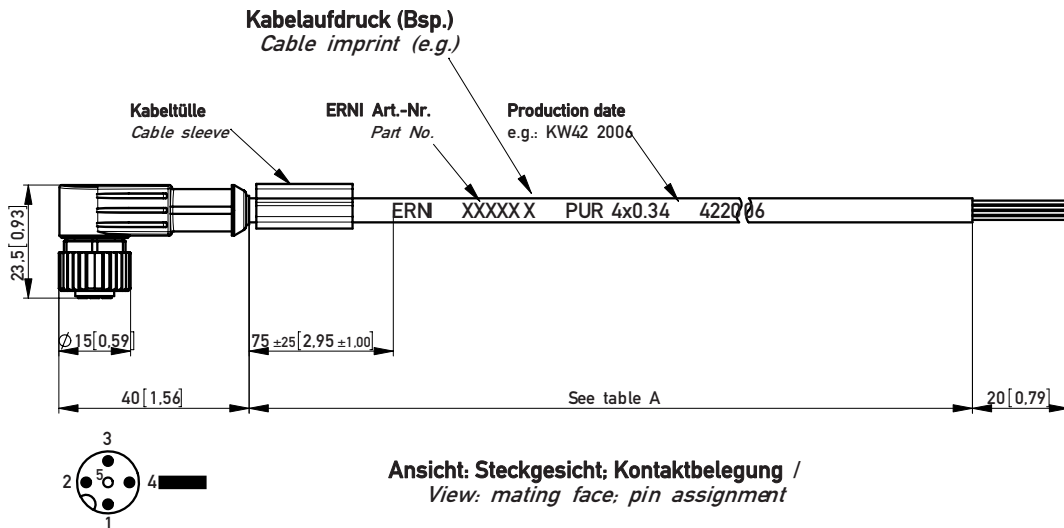 Kabelaufdruck (Bsp.)
Cable imprint (e.g.)
Kabeltülle
Cable sleeve
ERNI Art.-Nr.
Part No.
Production date
e.g.: KW42 2006
ERNI XXXXXX PUR 4x0.34 422006
23,5[0,93]
Ø15[0,59]
75 ±25[2,95 ±1,00]
40[1,56]
See table A
20[0,79]
3
2 5 4
1
Ansicht: Steckgesicht; Kontaktbelegung /
View: mating face; pin assignment